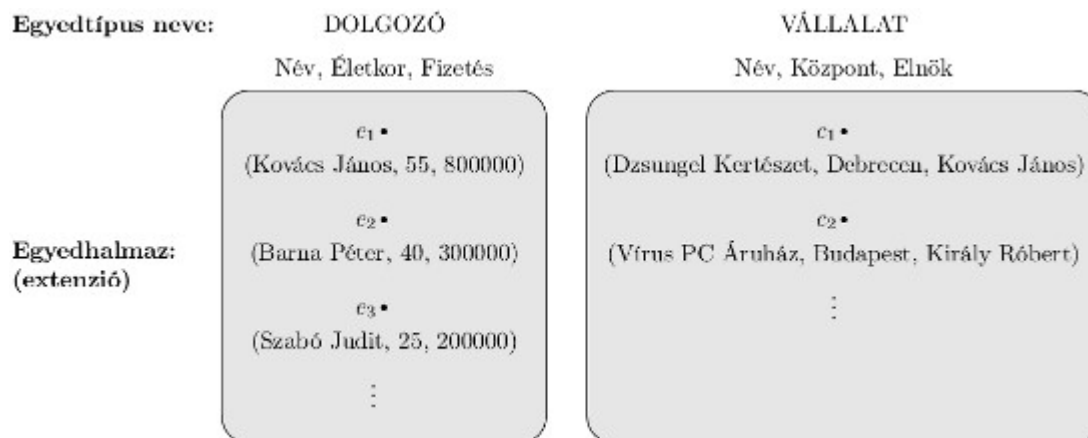 Egyedtípus neve: DOLGOZÓ VÁLLALAT
Név, Életkor, Fizetés Név, Központ, Elnök
e₁ • c₁ •
(Kovács János, 55, 800000) (Dzsungel Kertészet, Debrecen, Kovács János)
e₂ • c₂ •
Egyedhalmaz: (Barna Péter, 40, 300000) (Vírus PC Áruház, Budapest, Király Róbert)
(extenzió)
e₃ • ⋮
(Szabó Judit, 25, 200000)
⋮